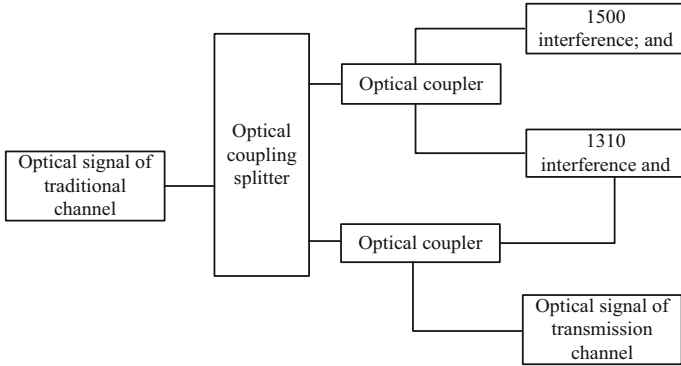 1500
interference; and
Optical coupler
Optical
coupling
splitter
1310
interference and
Optical signal of
traditional
channel
Optical coupler
Optical signal of
transmission
channel